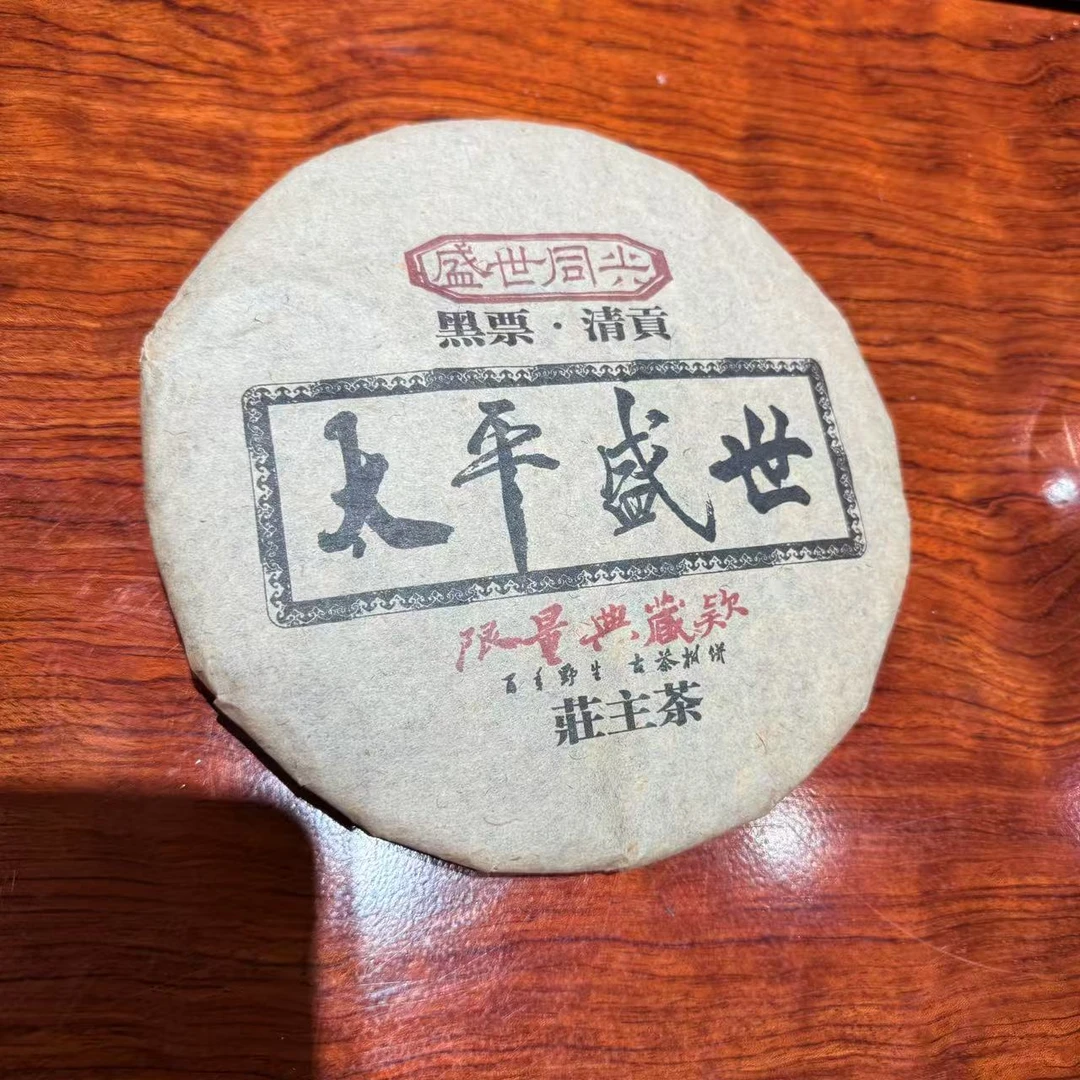 盛世同光
黑票·清貢
太平盛世
限量典藏款
百年野生 古茶树饼
莊主茶